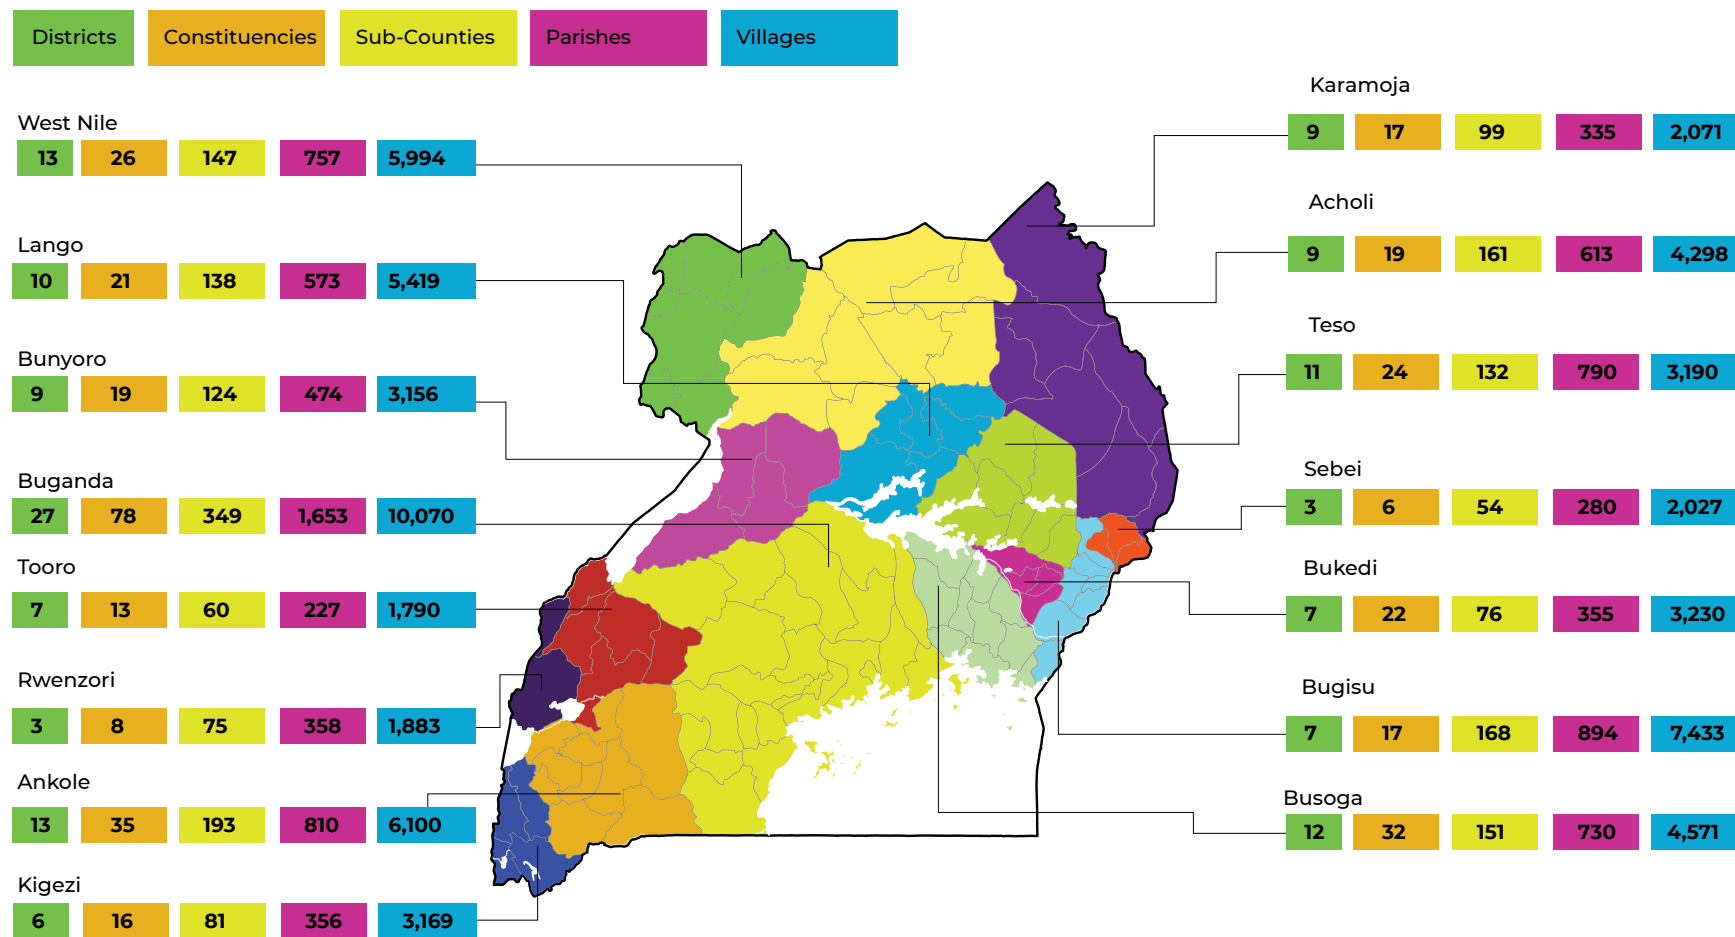 Districts Constituencies Sub-Counties Parishes Villages
West Nile
13 26 147 757 5,994
Lango
10 21 138 573 5,419
Bunyoro
9 19 124 474 3,156
Buganda
27 78 349 1,653 10,070
Tooro
7 13 60 227 1,790
Rwenzori
3 8 75 358 1,883
Ankole
13 35 193 810 6,100
Kigezi
6 16 81 356 3,169
Karamoja
9 17 99 335 2,071
Acholi
9 19 161 613 4,298
Teso
11 24 132 790 3,190
Sebei
3 6 54 280 2,027
Bukedi
7 22 76 355 3,230
Bugisu
7 17 168 894 7,433
Busoga
12 32 151 730 4,571